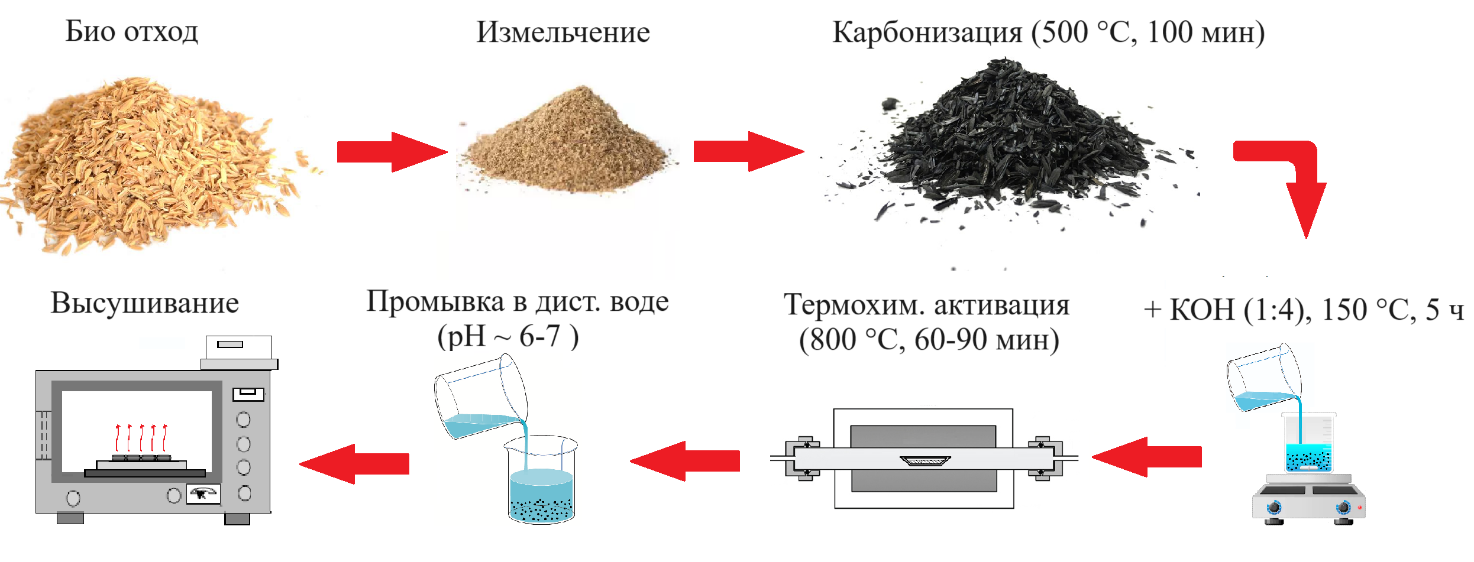 Био отход
Измельчение
Карбонизация (500 °C, 100 мин)
+ КОН (1:4), 150 °C, 5 ч
Термохим. активация
(800 °C, 60-90 мин)
Промывка в дист. воде
(pH ~ 6-7 )
Высушивание